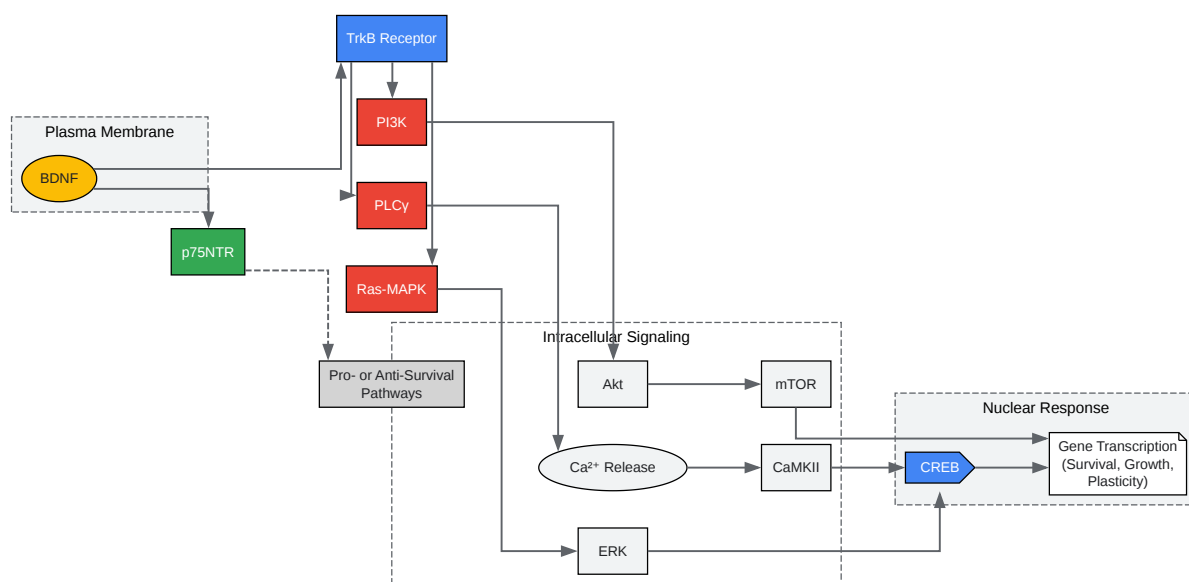 TrkB Receptor
PI3K
Plasma Membrane
BDNF
PLCγ
p75NTR
Ras-MAPK
Intracellular Signaling
Pro- or Anti-Survival
Pathways
Akt
mTOR
Nuclear Response
Gene Transcription
(Survival, Growth,
Plasticity)
Ca²⁺ Release
CaMKII
CREB
ERK